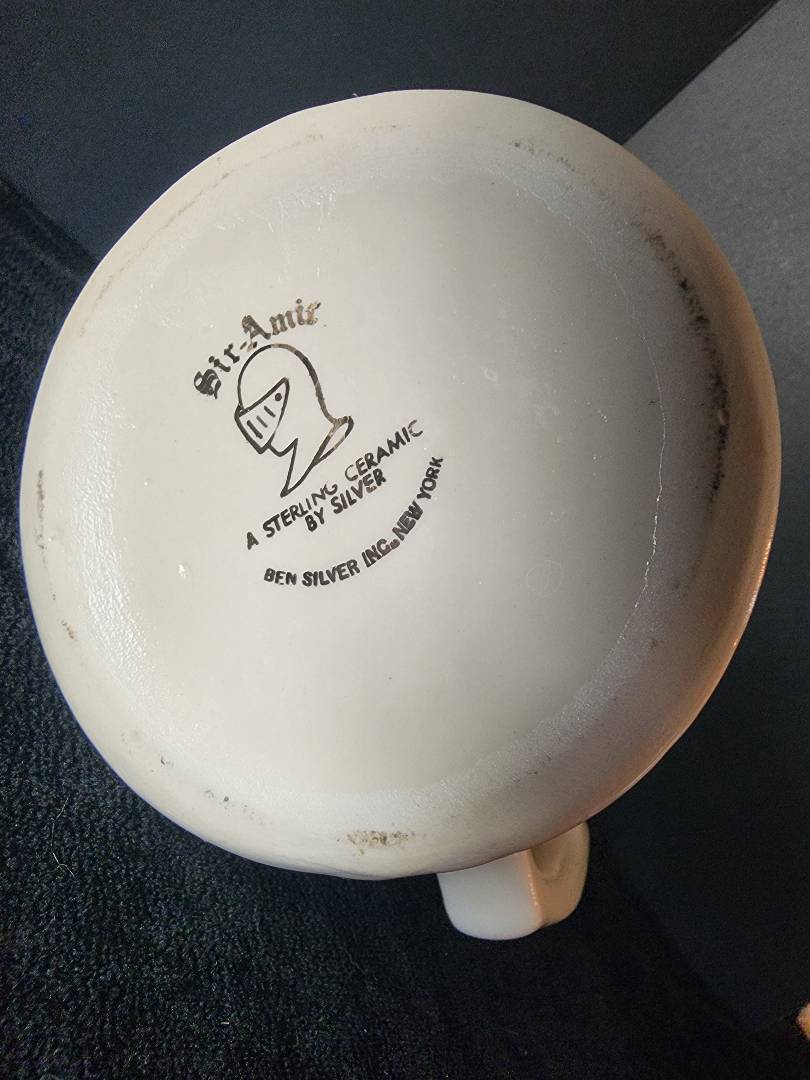 Sir-Amic
A STERLING CERAMIC
BY SILVER
BEN SILVER INC. NEW YORK